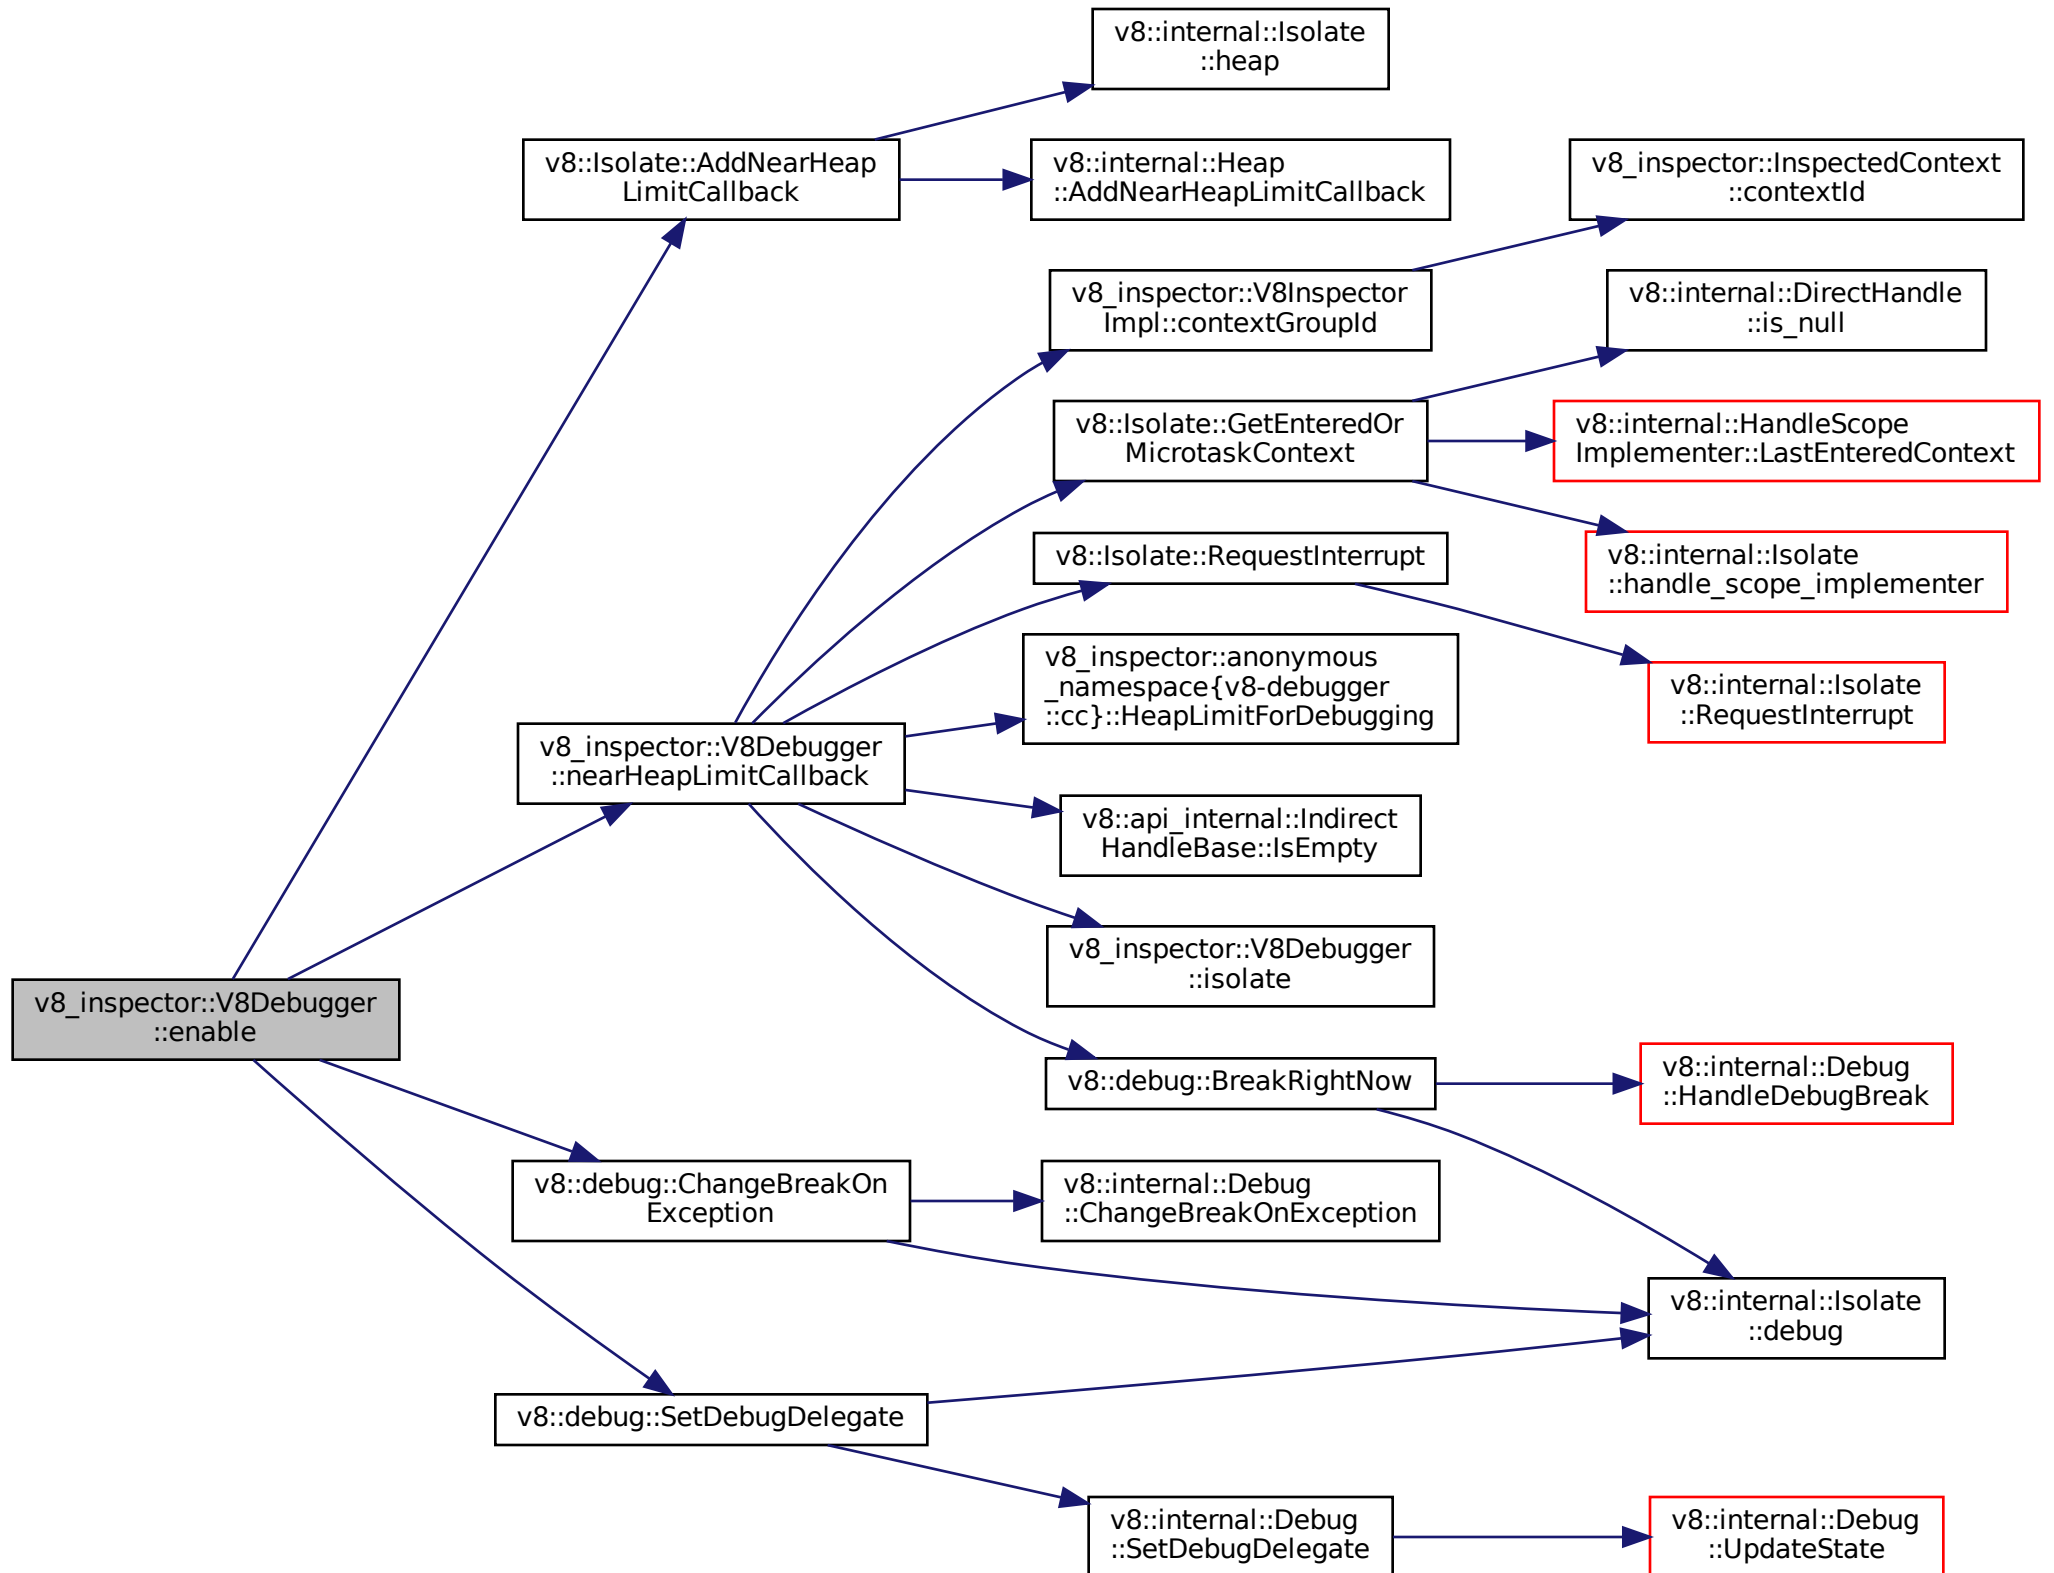 v8::internal::Isolate
::heap
v8::Isolate::AddNearHeap
LimitCallback
v8::internal::Heap
::AddNearHeapLimitCallback
v8_inspector::InspectedContext
::contextId
v8_inspector::V8Inspector
Impl::contextGroupId
v8::internal::DirectHandle
::is_null
v8::Isolate::GetEnteredOr
MicrotaskContext
v8::internal::HandleScope
Implementer::LastEnteredContext
v8::Isolate::RequestInterrupt
v8::internal::Isolate
::handle_scope_implementer
v8_inspector::anonymous
_namespace{v8-debugger
::cc}::HeapLimitForDebugging
v8::internal::Isolate
::RequestInterrupt
v8_inspector::V8Debugger
::nearHeapLimitCallback
v8::api_internal::Indirect
HandleBase::IsEmpty
v8_inspector::V8Debugger
::isolate
v8_inspector::V8Debugger
::enable
v8::debug::BreakRightNow
v8::internal::Debug
::HandleDebugBreak
v8::debug::ChangeBreakOn
Exception
v8::internal::Debug
::ChangeBreakOnException
v8::internal::Isolate
::debug
v8::debug::SetDebugDelegate
v8::internal::Debug
::SetDebugDelegate
v8::internal::Debug
::UpdateState